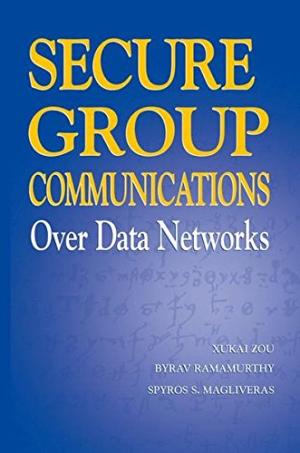 SECURE
GROUP
COMMUNICATIONS
Over Data Networks
XUKAI ZOU
BYRAV RAMAMURTHY
SPYROS S. MAGLIVERAS